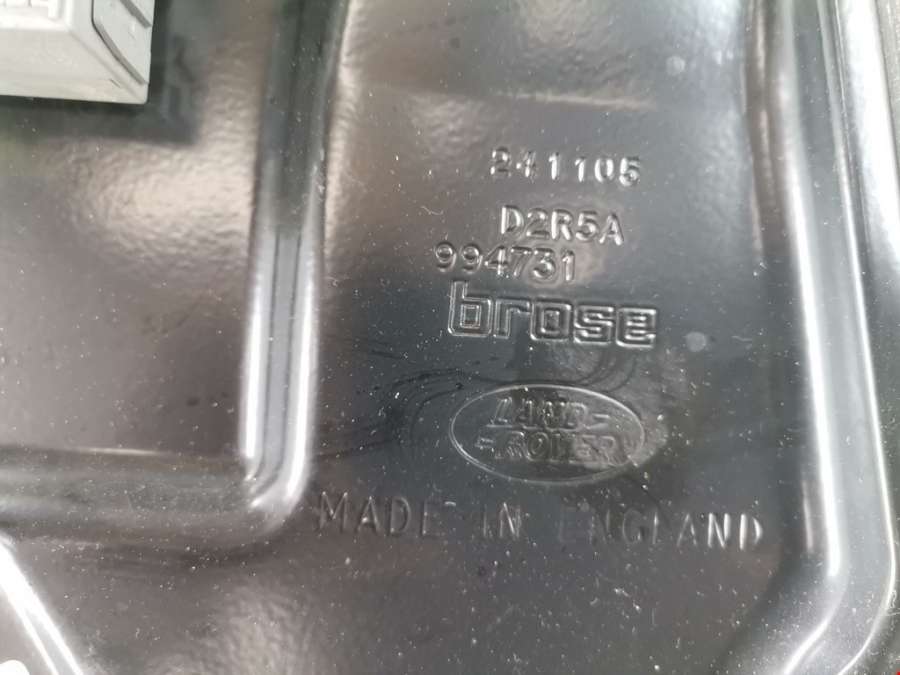 241105
D2R5A
994731
brose
LAND-
-ROVER
MADE IN ENGLAND